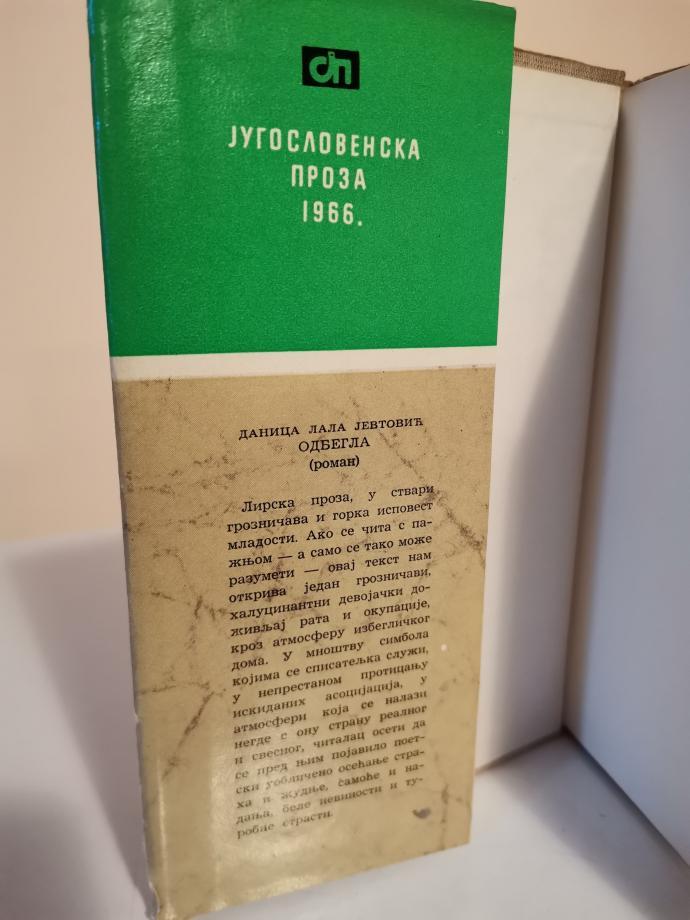 сп
ЈУГОСЛОВЕНСКА
ПРОЗА
1966.
ДАНИЦА ЛАЛА ЈЕВТОВИЋ
ОДБЕГЛА
(роман)
Лирска проза, у ствари
грозничава и горка исповест
младости. Ако се чита с па-
жњом — а само се тако може
разумети — овај текст нам
открива један грозничави,
халуцинантни девојачки до-
живљај рата и окупације,
кроз атмосферу избегличког
дома. У мноштву симбола
којима се списатељка служи,
у непрестаном протицању
искиданих асоцијација, у
атмосфери која се налази
негде с ону страну реалног
и свесног, читалац осети да
се пред њим појавило поет-
ски уобличено осећање стра-
ха и жудње, самоће и на-
дања, беле невиности и ту-
робне страсти.